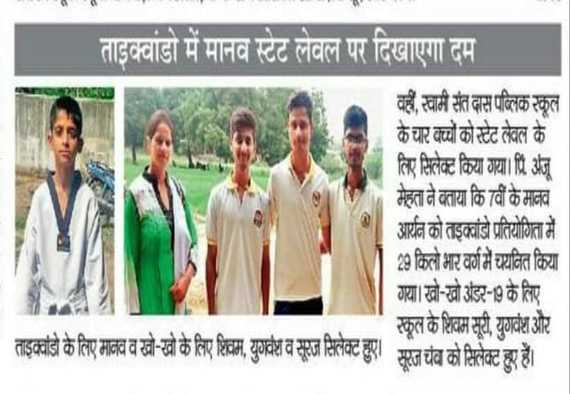 ताइक्वांडो में मानव स्टेट लेवल पर दिखाएगा दम
वहीं, स्वामी संत दास पब्लिक स्कूल
के चार बच्चों को स्टेट लेवल के
लिए सिलेक्ट किया गया। प्रिं. अंजू
मेहता ने बताया कि 7वीं के मानव
आर्यन को ताइक्वांडो प्रतियोगिता में
29 किलो भार वर्ग में चयनित किया
गया। खो-खो अंडर-19 के लिए
स्कूल के शिवम सूरी, युगवंश और
सूरज चंबा को सिलेक्ट हुए हैं।
ताइक्वांडो के लिए मानव व खो-खो के लिए शिवम, युगवंश व सूरज सिलेक्ट हुए।